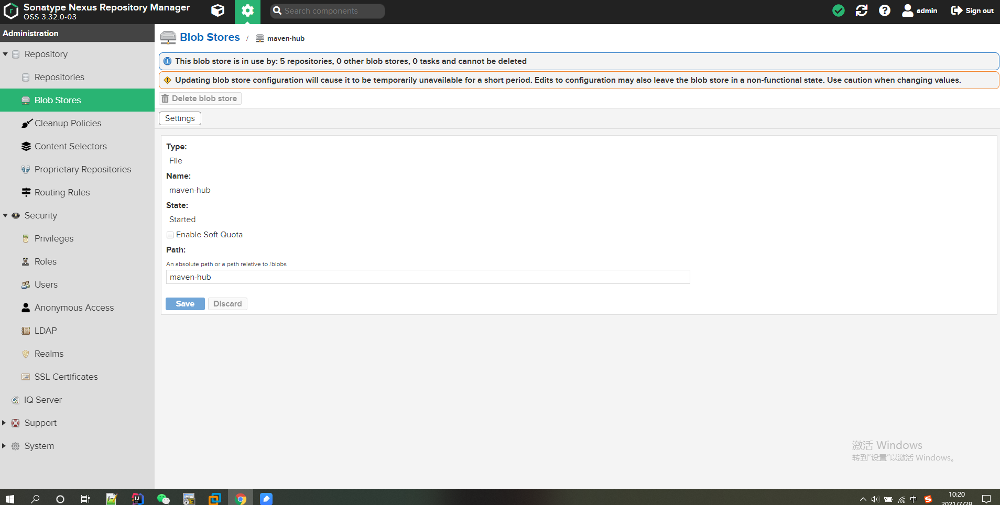 Sonatype Nexus Repository Manager
OSS 3.32.0-03
Search components
admin
Sign out
Administration
Repository
Repositories
Blob Stores
Cleanup Policies
Content Selectors
Proprietary Repositories
Routing Rules
Security
Privileges
Roles
Users
Anonymous Access
LDAP
Realms
SSL Certificates
IQ Server
Support
System
Blob Stores / maven-hub
This blob store is in use by: 5 repositories, 0 other blob stores, 0 tasks and cannot be deleted
Updating blob store configuration will cause it to be temporarily unavailable for a short period. Edits to configuration may also leave the blob store in a non-functional state. Use caution when changing values.
Delete blob store
Settings
Type:
File
Name:
maven-hub
State:
Started
Enable Soft Quota
Path:
An absolute path or a path relative to /blobs
maven-hub
Save Discard
激活 Windows
转到"设置"以激活 Windows。
中
10:20
2021/7/28